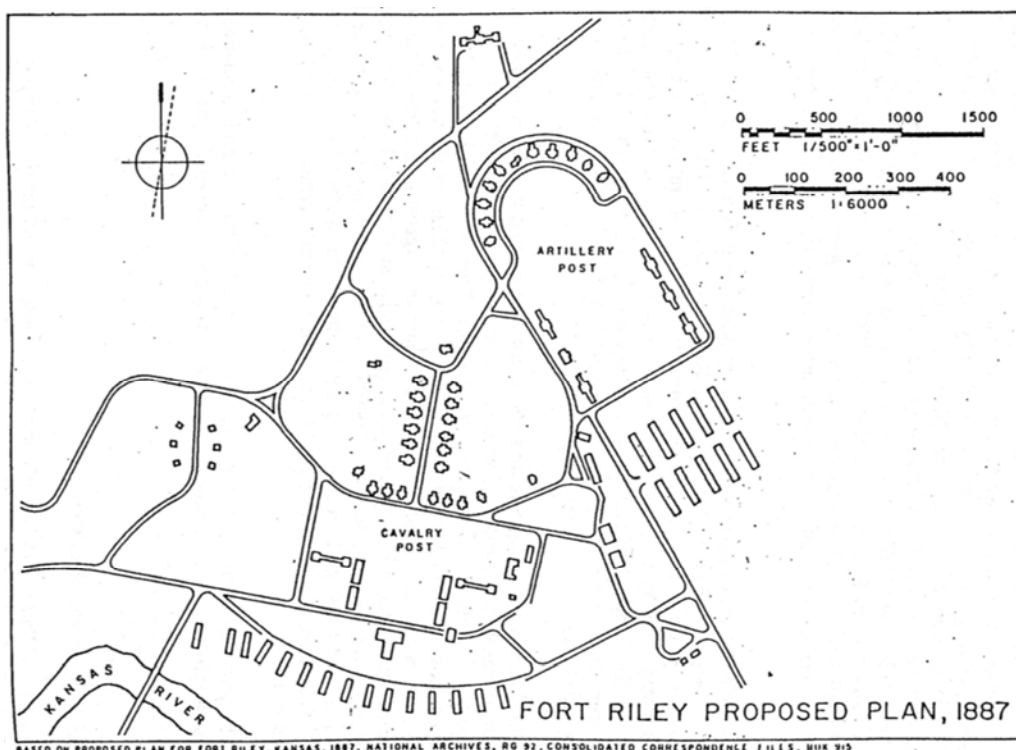 0 500 1000 1500
FEET 1/500"=1'-0"
0 100 200 300 400
METERS 1:6000
ARTILLERY
POST
CAVALRY
POST
KANSAS RIVER
FORT RILEY PROPOSED PLAN, 1887
BASED ON PROPOSED PLAN FOR FORT RILEY, KANSAS, 1887, NATIONAL ARCHIVES, RG 92, CONSOLIDATED CORRESPONDENCE FILES, BOX 915